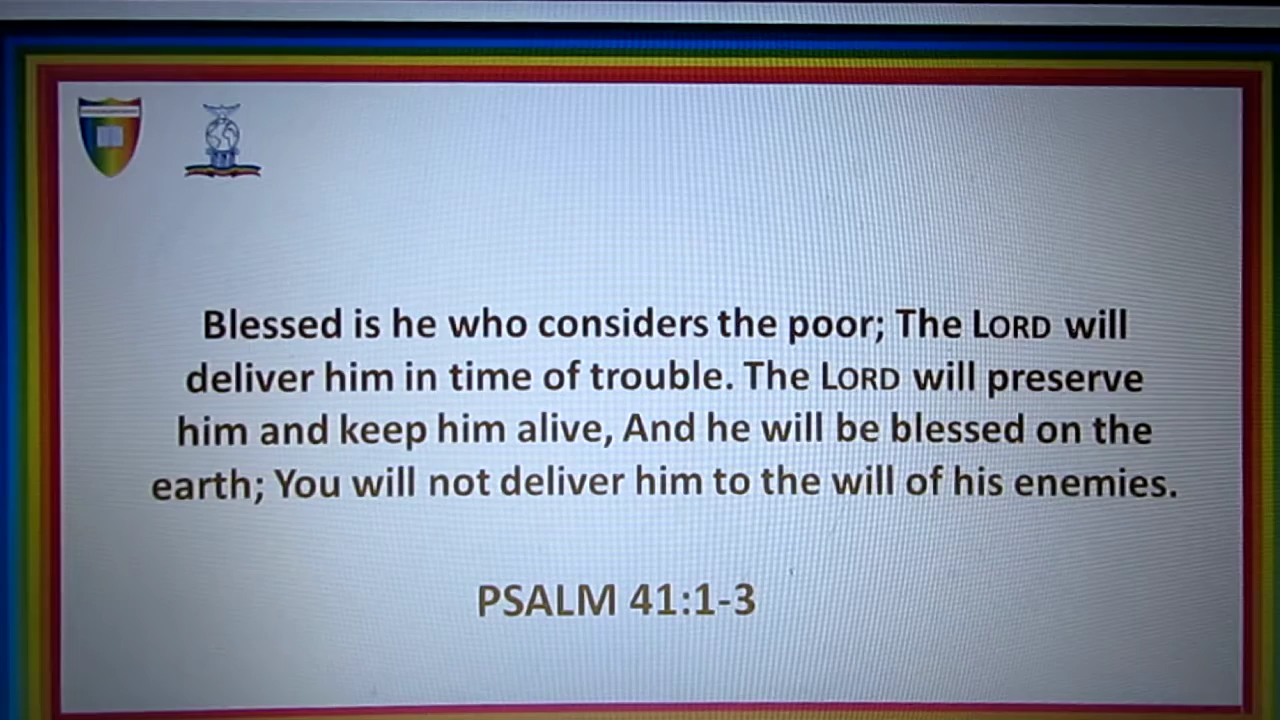 Blessed is he who considers the poor; The LORD will
deliver him in time of trouble. The LORD will preserve
him and keep him alive, And he will be blessed on the
earth; You will not deliver him to the will of his enemies.
PSALM 41:1-3